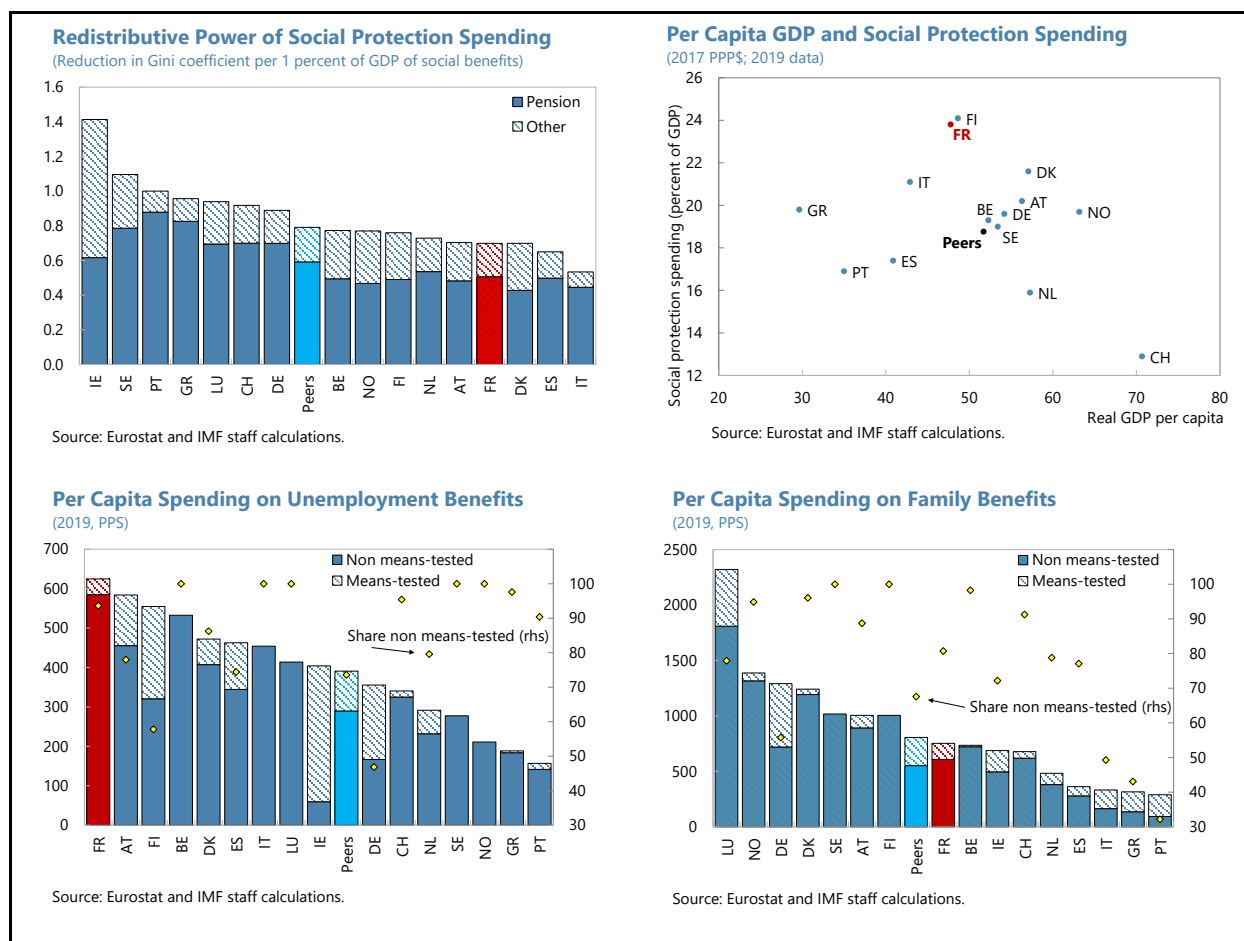 Redistributive Power of Social Protection Spending
(Reduction in Gini coefficient per 1 percent of GDP of social benefits)
1.6
1.4
1.2
1.0
0.8
0.6
0.4
0.2
0.0
Pension
Other
IE SE PT GR LU CH DE Peers BE NO FI NL AT FR DK ES IT
Source: Eurostat and IMF staff calculations.
Per Capita GDP and Social Protection Spending
(2017 PPP$; 2019 data)
Social protection spending (percent of GDP)
26
24
22
20
18
16
14
12
FI
FR
DK
IT
AT
GR
BE
DE
NO
Peers
SE
ES
PT
NL
CH
20 30 40 50 60 70 80
Real GDP per capita
Source: Eurostat and IMF staff calculations.
Per Capita Spending on Unemployment Benefits
(2019, PPS)
700
600
500
400
300
200
100
0
Non means-tested
Means-tested
Share non means-tested (rhs)
100
90
80
70
60
50
40
30
FR AT FI BE DK ES IT LU IE Peers DE CH NL SE NO GR PT
Source: Eurostat and IMF staff calculations.
Per Capita Spending on Family Benefits
(2019, PPS)
2500
2000
1500
1000
500
0
Non means-tested
Means-tested
Share non means-tested (rhs)
100
90
80
70
60
50
40
30
LU NO DE DK SE AT FI Peers FR BE IE CH NL ES IT GR PT
Source: Eurostat and IMF staff calculations.